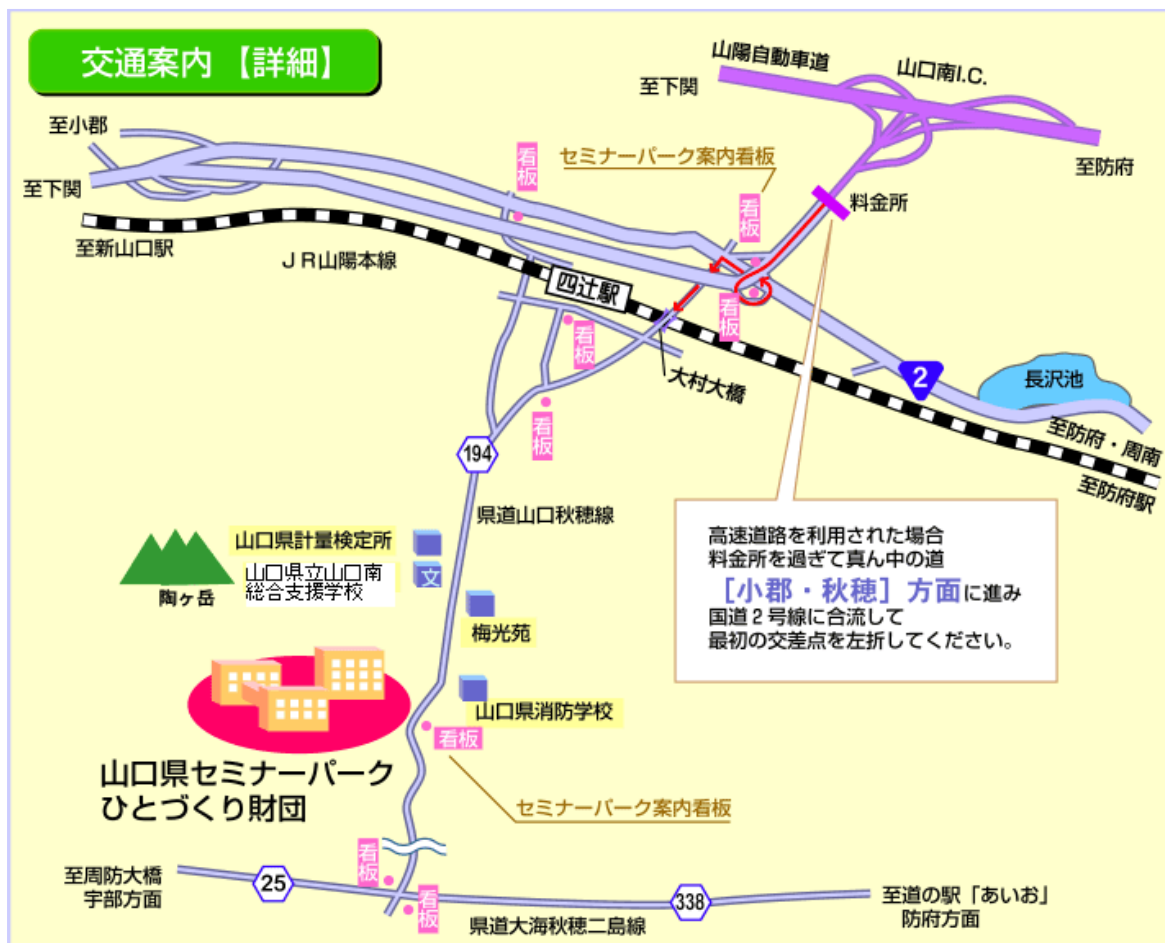 交通案内 【詳細】
山陽自動車道
山口南I.C.
至下関
至防府
至小郡
セミナーパーク案内看板
看板
至下関
看板
料金所
至新山口駅
JR山陽本線
四辻駅
看板
看板
大村大橋
2
長沢池
看板
至防府・周南
至防府駅
194
県道山口秋穂線
高速道路を利用された場合
料金所を過ぎて真ん中の道
［小郡・秋穂］方面に進み
国道2号線に合流して
最初の交差点を左折してください。
山口県計量検定所
山口県立山口南
総合支援学校
文
陶ヶ岳
梅光苑
山口県消防学校
看板
山口県セミナーパーク
ひとづくり財団
セミナーパーク案内看板
看板
至周防大橋
宇部方面
25
看板
338
県道大海秋穂二島線
至道の駅「あいお」
防府方面